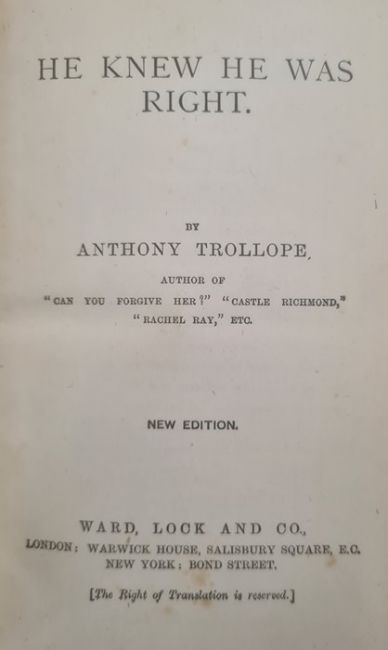 HE KNEW HE WAS
RIGHT.
BY
ANTHONY TROLLOPE,
AUTHOR OF
"CAN YOU FORGIVE HER?" "CASTLE RICHMOND,"
"RACHEL RAY," ETC.
NEW EDITION.
WARD, LOCK AND CO.,
LONDON: WARWICK HOUSE, SALISBURY SQUARE, E.C.
NEW YORK: BOND STREET.
[The Right of Translation is reserved.]